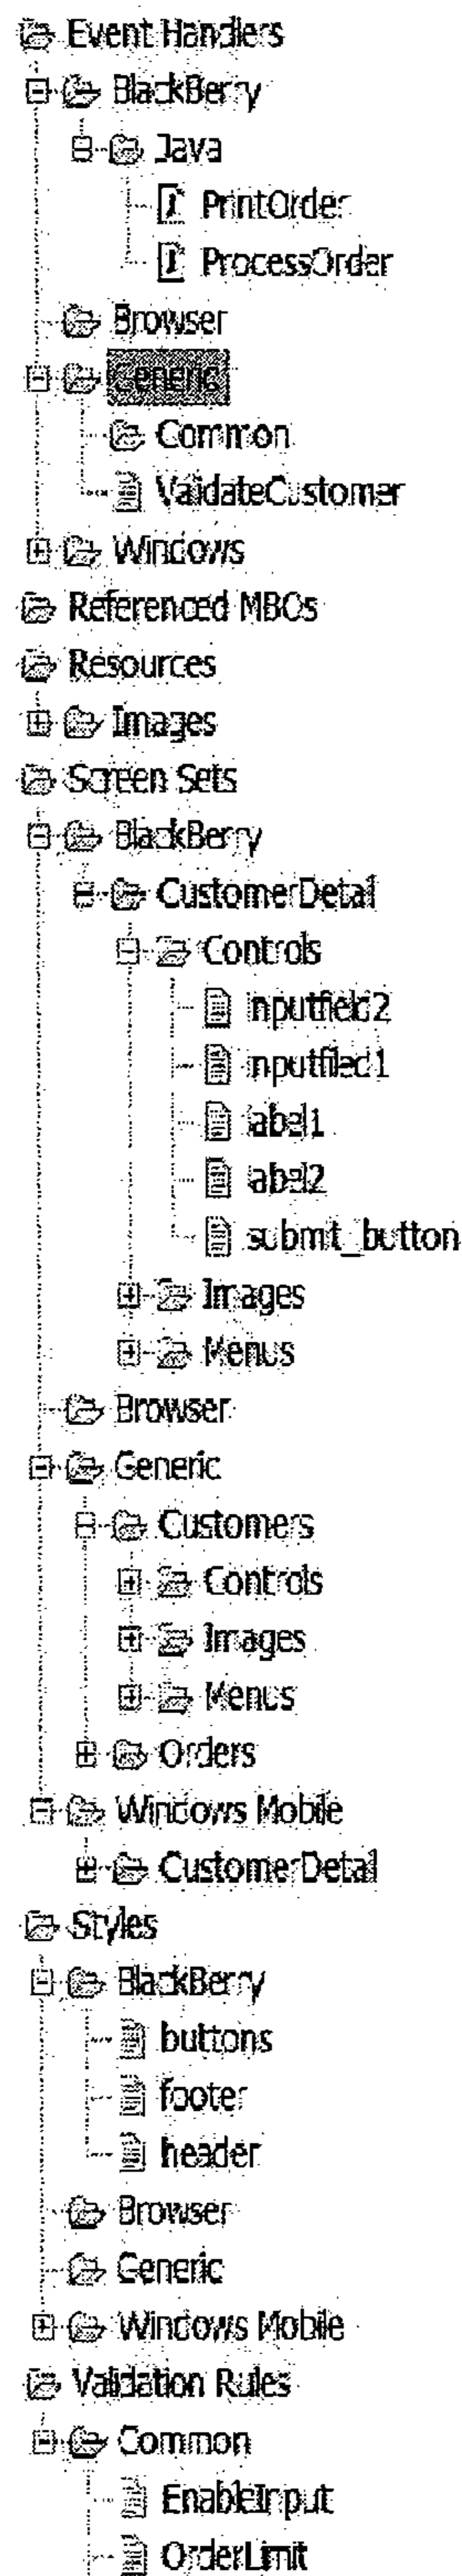 Event Handlers
BlackBerry
Java
PrintOrder
ProcessOrder
Browser
Generic
Common
ValidateCustomer
Windows
Referenced MBOs
Resources
Images
Screen Sets
BlackBerry
CustomerDetail
Controls
inputfield2
inputfiled1
label1
label2
submit_button
Images
Menus
Browser
Generic
Customers
Controls
Images
Menus
Orders
Windows Mobile
CustomerDetail
Styles
BlackBerry
buttons
footer
header
Browser
Generic
Windows Mobile
Validation Rules
Common
EnableInput
OrderLimit